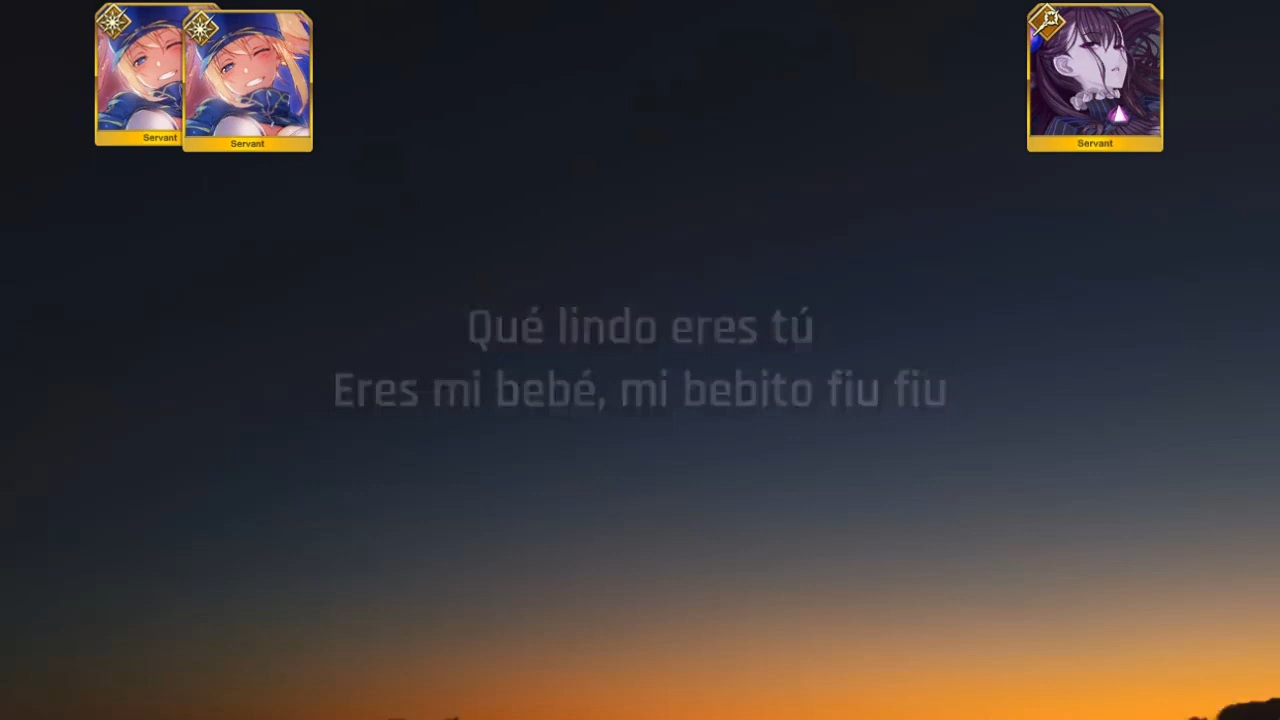 Servant
Servant
Servant
Qué lindo eres tú
Eres mi bebé, mi bebito fiu fiu